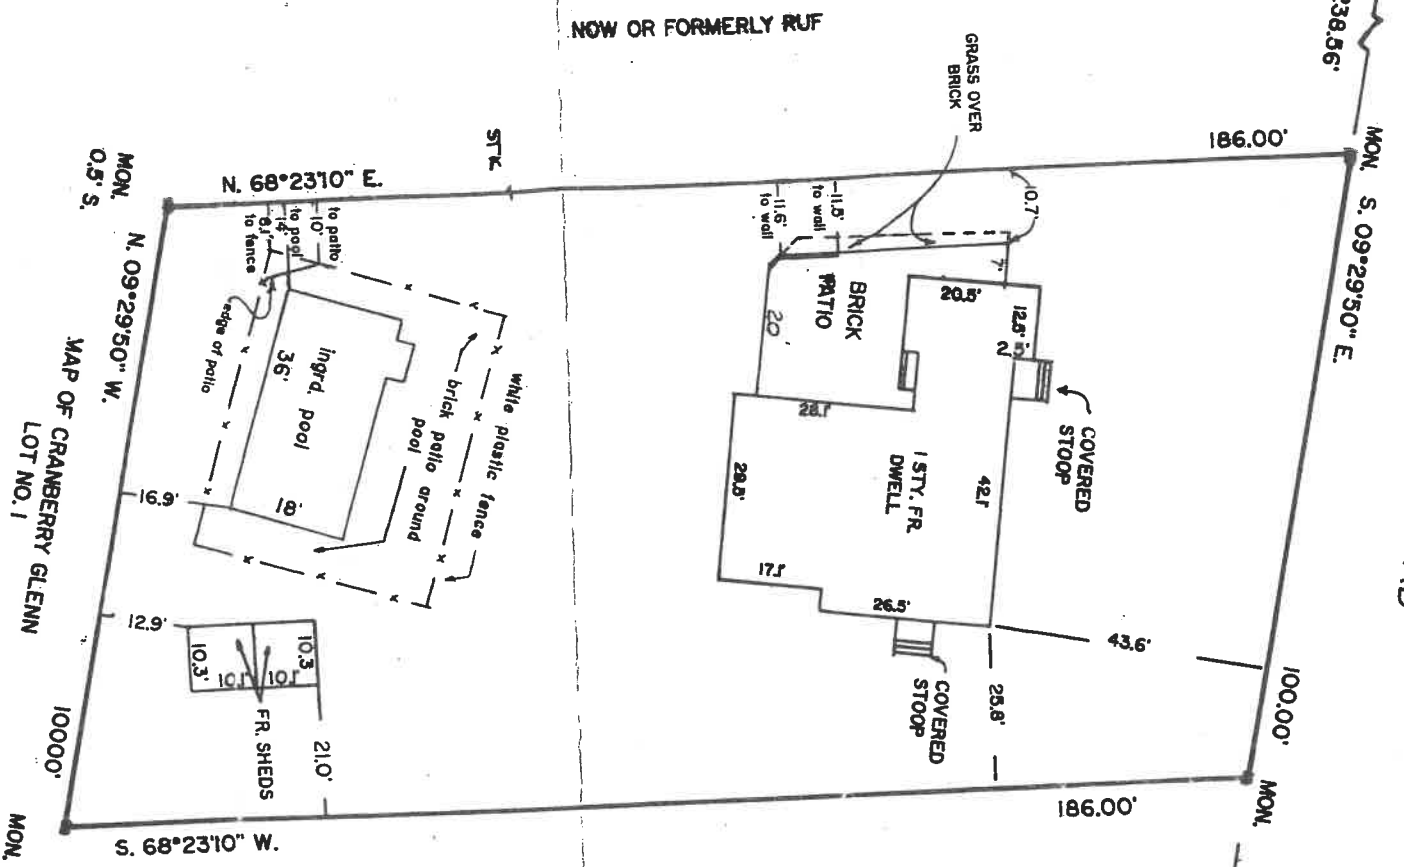 NOW OR FORMERLY RUF
238.56'
MON.
186.00'
S. 09°29'50" E.
GRASS OVER
BRICK
10.7'
STK.
11.5'
to wall
11.6'
to wall
N. 68°23'10" E.
MON.
0.5' S.
10'
to patio
14'
to pool
8.1'
to fence
7'
BRICK
PATIO
20'
20.5'
12.5'
2.5'
COVERED
STOOP
edge of patio
ingrd. pool
36'
18'
white plastic fence
brick patio around
pool
28.1'
1 STY. FR.
DWELL
42.1'
29.5'
17.1'
26.5'
43.6'
25.8'
COVERED
STOOP
N. 09°29'50" W.
MAP OF CRANBERRY GLENN
LOT NO. 1
16.9'
12.9'
10.3'
10.3
10.1'
10.1'
FR. SHEDS
21.0'
100.00'
100.00'
MON.
186.00'
S. 68°23'10" W.
MON.